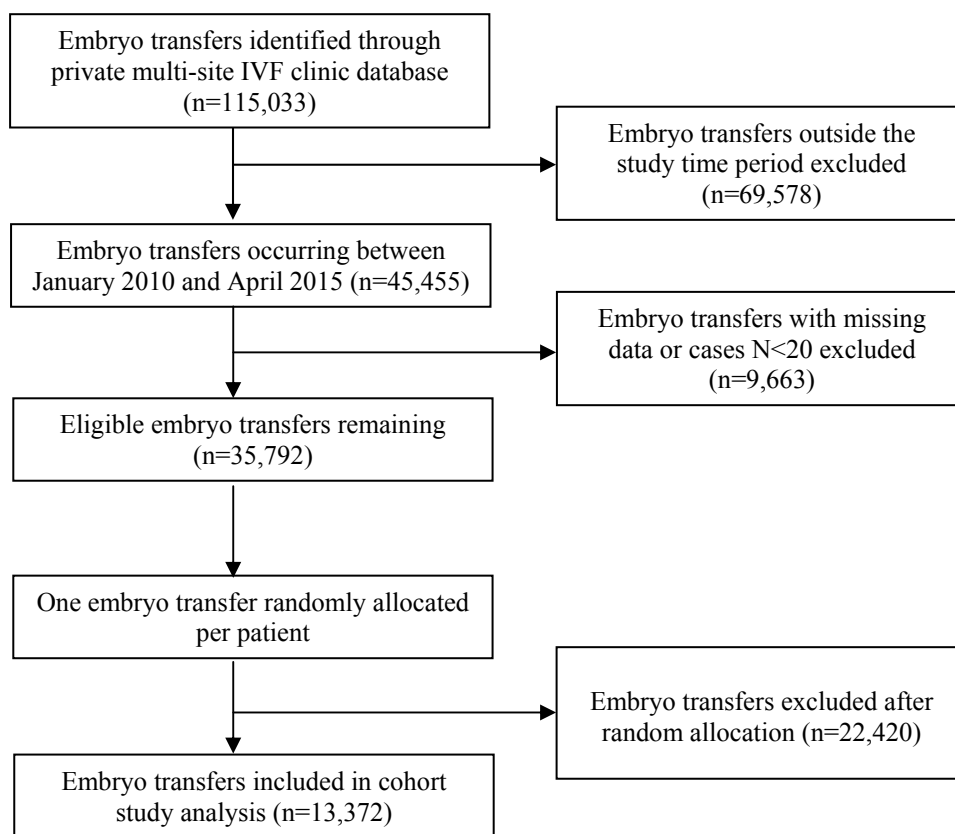 Embryo transfers identified through
private multi-site IVF clinic database
(n=115,033)
Embryo transfers outside the
study time period excluded
(n=69,578)
Embryo transfers occurring between
January 2010 and April 2015 (n=45,455)
Embryo transfers with missing
data or cases N<20 excluded
(n=9,663)
Eligible embryo transfers remaining
(n=35,792)
One embryo transfer randomly allocated
per patient
Embryo transfers excluded after
random allocation (n=22,420)
Embryo transfers included in cohort
study analysis (n=13,372)